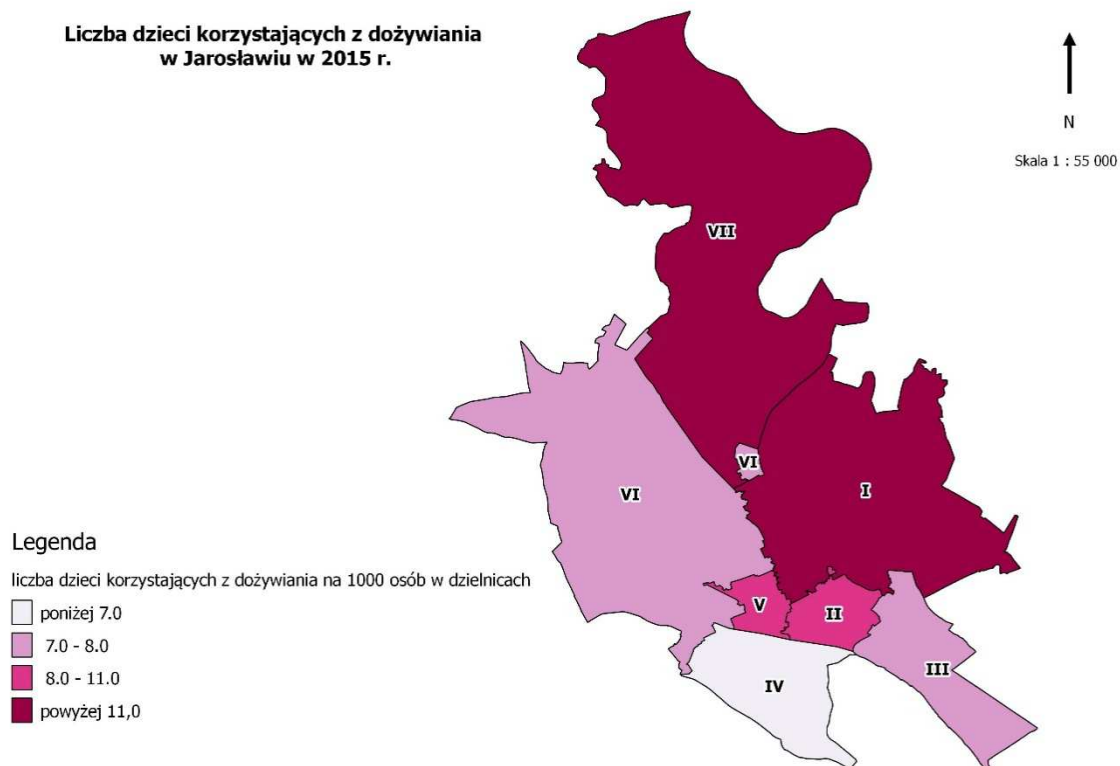 Liczba dzieci korzystających z dożywiania
w Jarosławiu w 2015 r.
N
Skala 1 : 55 000
VII
VI
VI
I
V
II
III
IV
Legenda
liczba dzieci korzystających z dożywiania na 1000 osób w dzielnicach
poniżej 7.0
7.0 - 8.0
8.0 - 11.0
powyżej 11,0